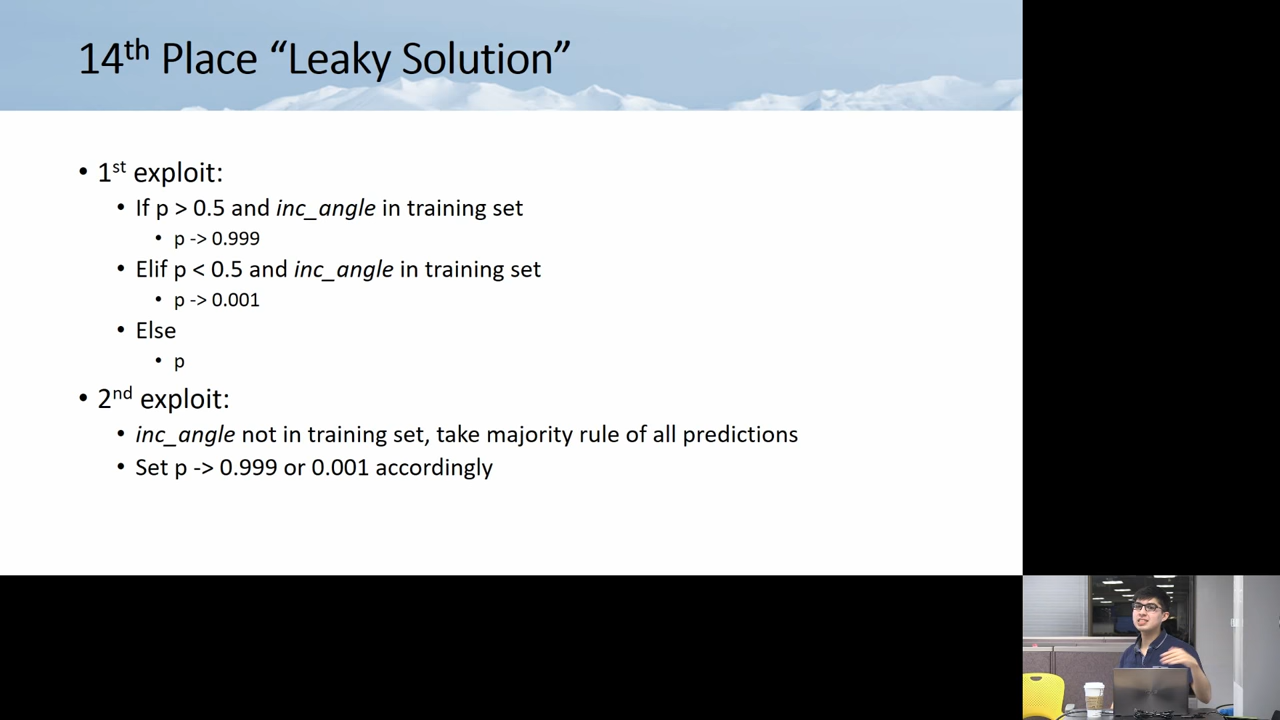 14th Place “Leaky Solution”
• 1st exploit:
• If p > 0.5 and inc_angle in training set
• p -> 0.999
• Elif p < 0.5 and inc_angle in training set
• p -> 0.001
• Else
• p
• 2nd exploit:
• inc_angle not in training set, take majority rule of all predictions
• Set p -> 0.999 or 0.001 accordingly